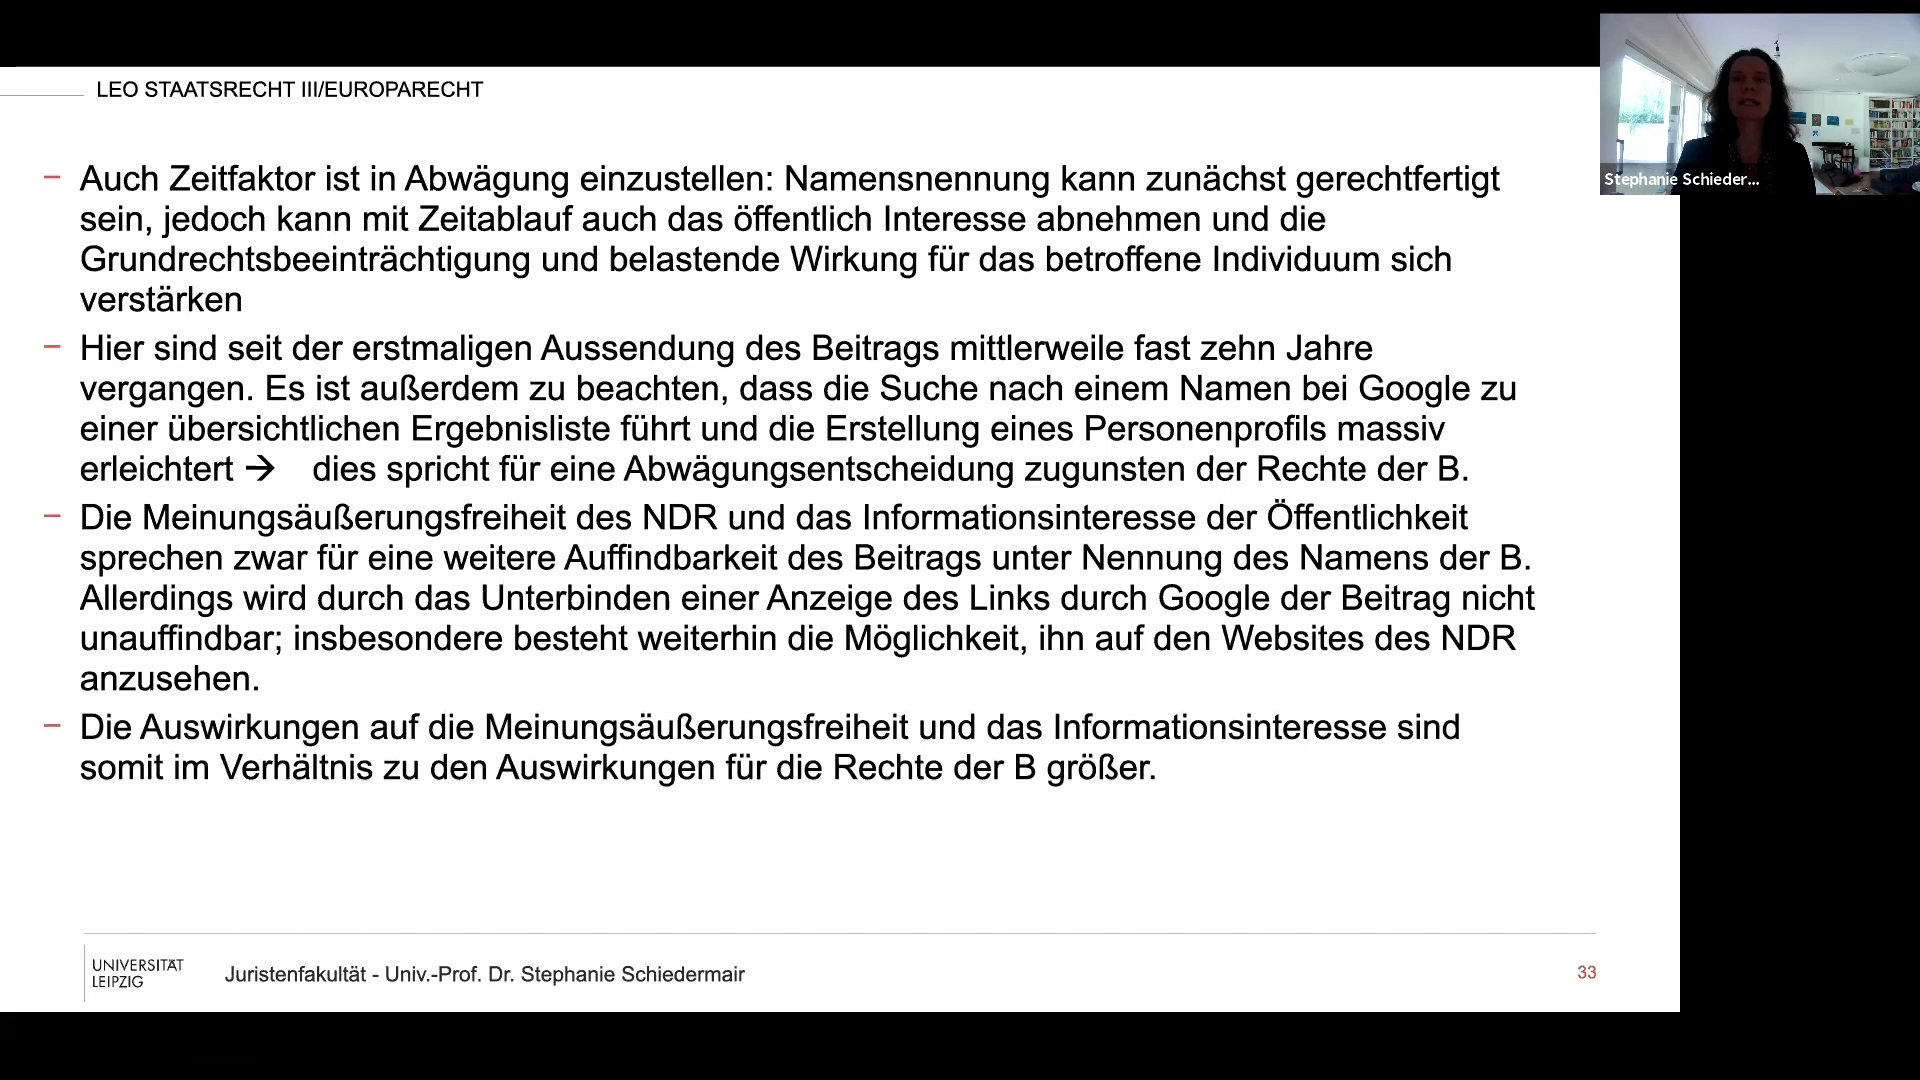 LEO STAATSRECHT III/EUROPARECHT
Stephanie Schieder...
– Auch Zeitfaktor ist in Abwägung einzustellen: Namensnennung kann zunächst gerechtfertigt
sein, jedoch kann mit Zeitablauf auch das öffentlich Interesse abnehmen und die
Grundrechtsbeeinträchtigung und belastende Wirkung für das betroffene Individuum sich
verstärken
– Hier sind seit der erstmaligen Aussendung des Beitrags mittlerweile fast zehn Jahre
vergangen. Es ist außerdem zu beachten, dass die Suche nach einem Namen bei Google zu
einer übersichtlichen Ergebnisliste führt und die Erstellung eines Personenprofils massiv
erleichtert → dies spricht für eine Abwägungsentscheidung zugunsten der Rechte der B.
– Die Meinungsäußerungsfreiheit des NDR und das Informationsinteresse der Öffentlichkeit
sprechen zwar für eine weitere Auffindbarkeit des Beitrags unter Nennung des Namens der B.
Allerdings wird durch das Unterbinden einer Anzeige des Links durch Google der Beitrag nicht
unauffindbar; insbesondere besteht weiterhin die Möglichkeit, ihn auf den Websites des NDR
anzusehen.
– Die Auswirkungen auf die Meinungsäußerungsfreiheit und das Informationsinteresse sind
somit im Verhältnis zu den Auswirkungen für die Rechte der B größer.
UNIVERSITÄT
LEIPZIG
Juristenfakultät - Univ.-Prof. Dr. Stephanie Schiedermair
33